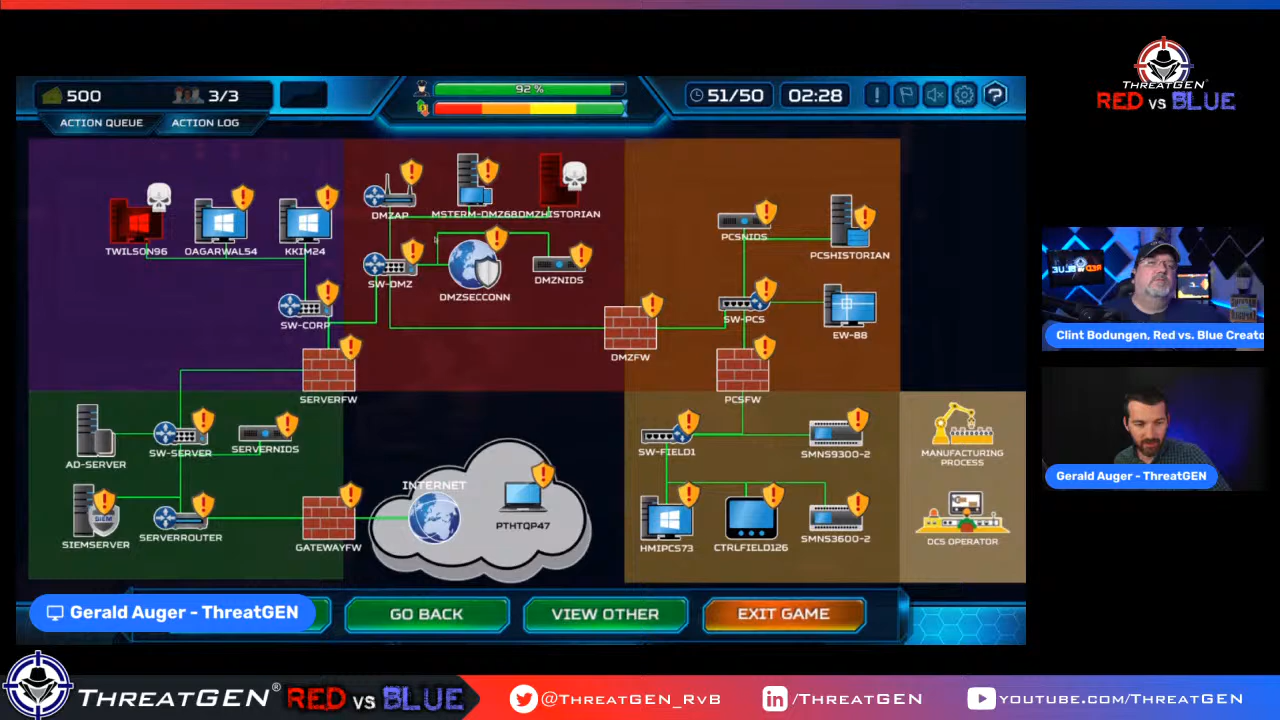 500
3/3
92 %
51/50
02:28
ACTION QUEUE
ACTION LOG
THREATGEN
RED vs BLUE
TWILSON96
OAGARWAL54
KKIM24
DMZAP
MSTERM-DMZ68
DMZHISTORIAN
SW-DMZ
DMZSECCONN
DMZNIDS
PCSNIDS
PCSHISTORIAN
SW-PCS
EW-88
SW-CORP
SERVERFW
DMZFW
PCSFW
AD-SERVER
SW-SERVER
SERVERNIDS
SIEM
SIEMSERVER
SERVERROUTER
GATEWAYFW
INTERNET
PTHTQP47
SW-FIELD1
SMNS9300-2
HMIPCS73
CTRLFIELD126
SMNS3600-2
MANUFACTURING
PROCESS
DCS OPERATOR
Clint Bodungen, Red vs. Blue Creato
Gerald Auger - ThreatGEN
Gerald Auger - ThreatGEN
GO BACK
VIEW OTHER
EXIT GAME
THREATGEN® RED vs BLUE
@THREATGEN_RVB
/THREATGEN
YOUTUBE.COM/THREATGEN